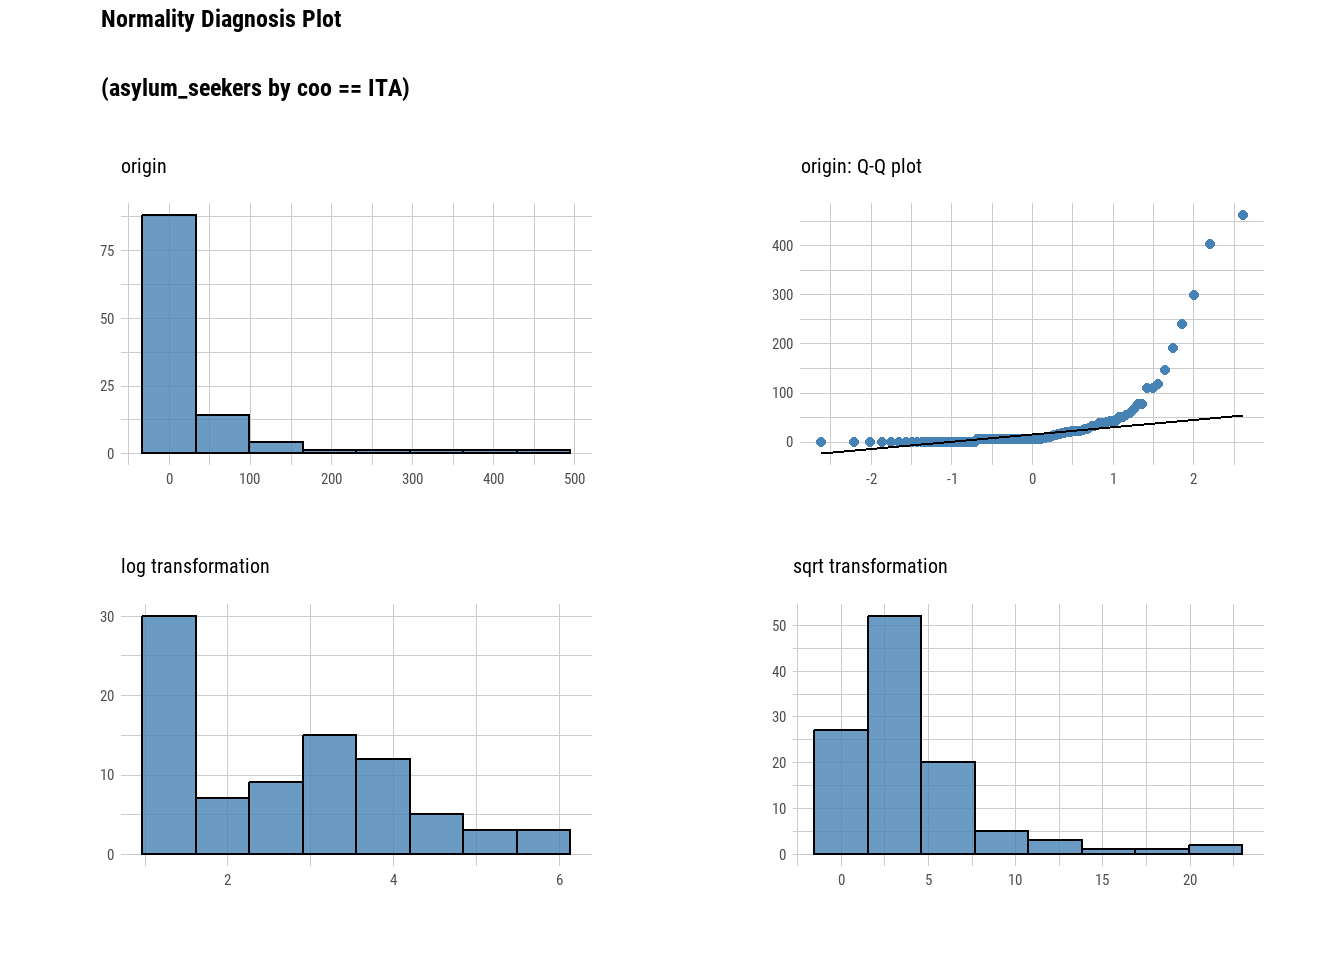 Normality Diagnosis Plot
(asylum_seekers by coo == ITA)
origin
75
50
25
0
0 100 200 300 400 500
origin: Q-Q plot
400
300
200
100
0
-2 -1 0 1 2
log transformation
30
20
10
0
2 4 6
sqrt transformation
50
40
30
20
10
0
0 5 10 15 20